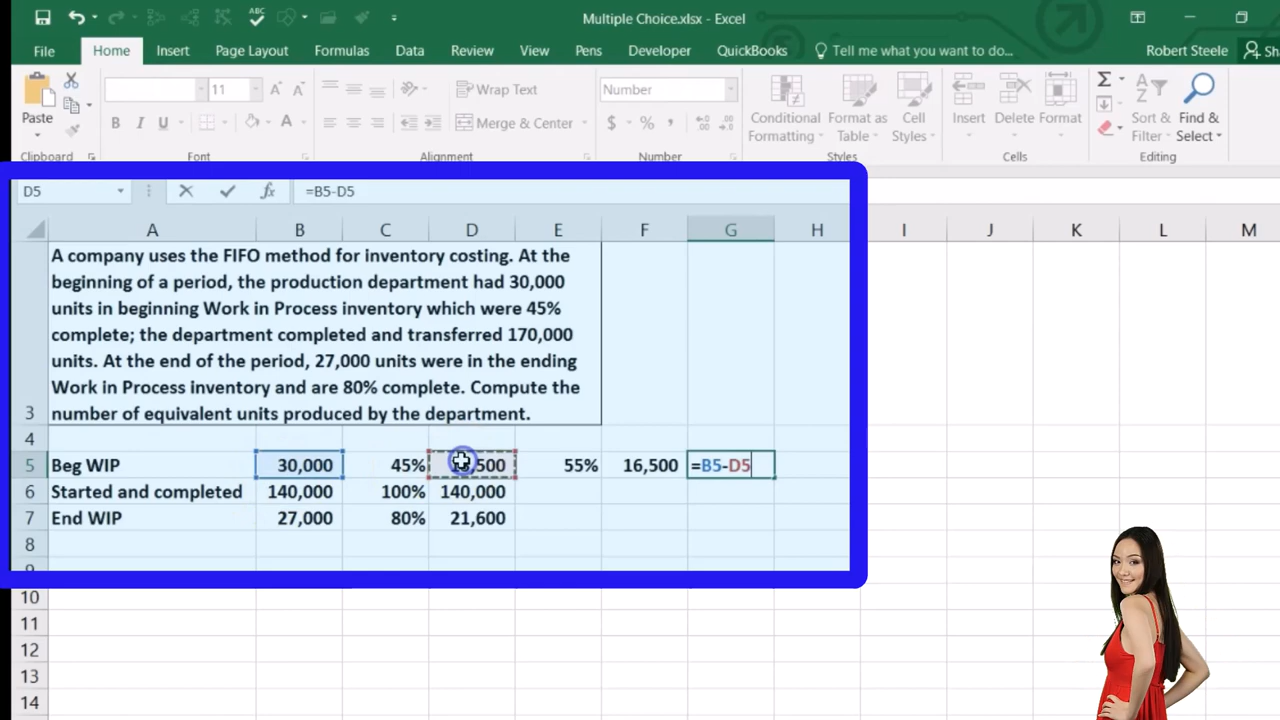 ABC
Multiple Choice.xlsx - Excel
File Home Insert Page Layout Formulas Data Review View Pens Developer QuickBooks Tell me what you want to do... Robert Steele
11 Wrap Text Number
Paste B I U A Merge & Center $ % Conditional Formatting Format as Table Cell Styles Insert Delete Format Sort & Filter Find & Select
Clipboard Font Alignment Number Styles Cells Editing
D5 fx =B5-D5
A B C D E F G H I J K L M
A company uses the FIFO method for inventory costing. At the
beginning of a period, the production department had 30,000
units in beginning Work in Process inventory which were 45%
complete; the department completed and transferred 170,000
units. At the end of the period, 27,000 units were in the ending
Work in Process inventory and are 80% complete. Compute the
3 number of equivalent units produced by the department.
4
5 Beg WIP 30,000 45% 55% 16,500 =B5-D5
6 Started and completed 140,000 100% 140,000
7 End WIP 27,000 80% 21,600
8
10
11
12
13
14